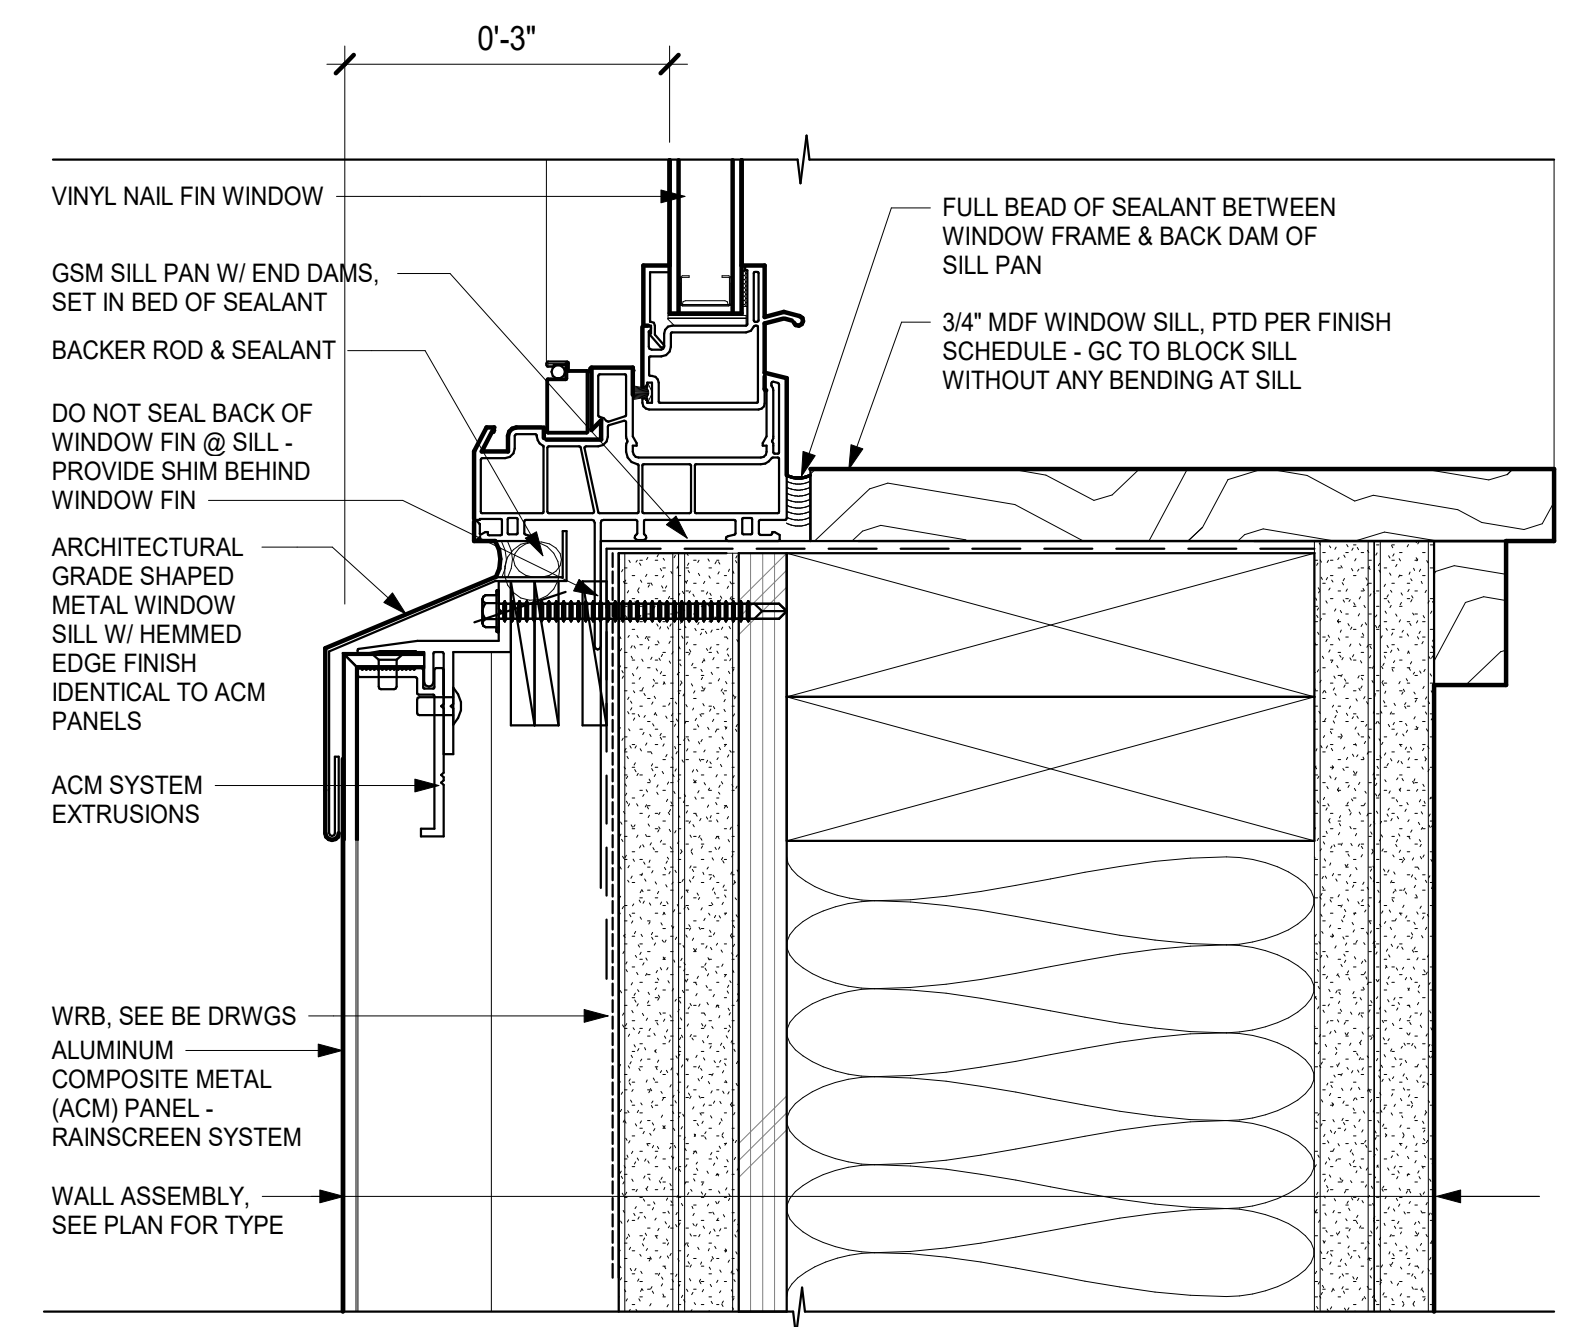 0'-3"
VINYL NAIL FIN WINDOW
GSM SILL PAN W/ END DAMS,
SET IN BED OF SEALANT
BACKER ROD & SEALANT
DO NOT SEAL BACK OF
WINDOW FIN @ SILL -
PROVIDE SHIM BEHIND
WINDOW FIN
ARCHITECTURAL
GRADE SHAPED
METAL WINDOW
SILL W/ HEMMED
EDGE FINISH
IDENTICAL TO ACM
PANELS
ACM SYSTEM
EXTRUSIONS
WRB, SEE BE DRWGS
ALUMINUM
COMPOSITE METAL
(ACM) PANEL -
RAINSCREEN SYSTEM
WALL ASSEMBLY,
SEE PLAN FOR TYPE
FULL BEAD OF SEALANT BETWEEN
WINDOW FRAME & BACK DAM OF
SILL PAN
3/4" MDF WINDOW SILL, PTD PER FINISH
SCHEDULE - GC TO BLOCK SILL
WITHOUT ANY BENDING AT SILL